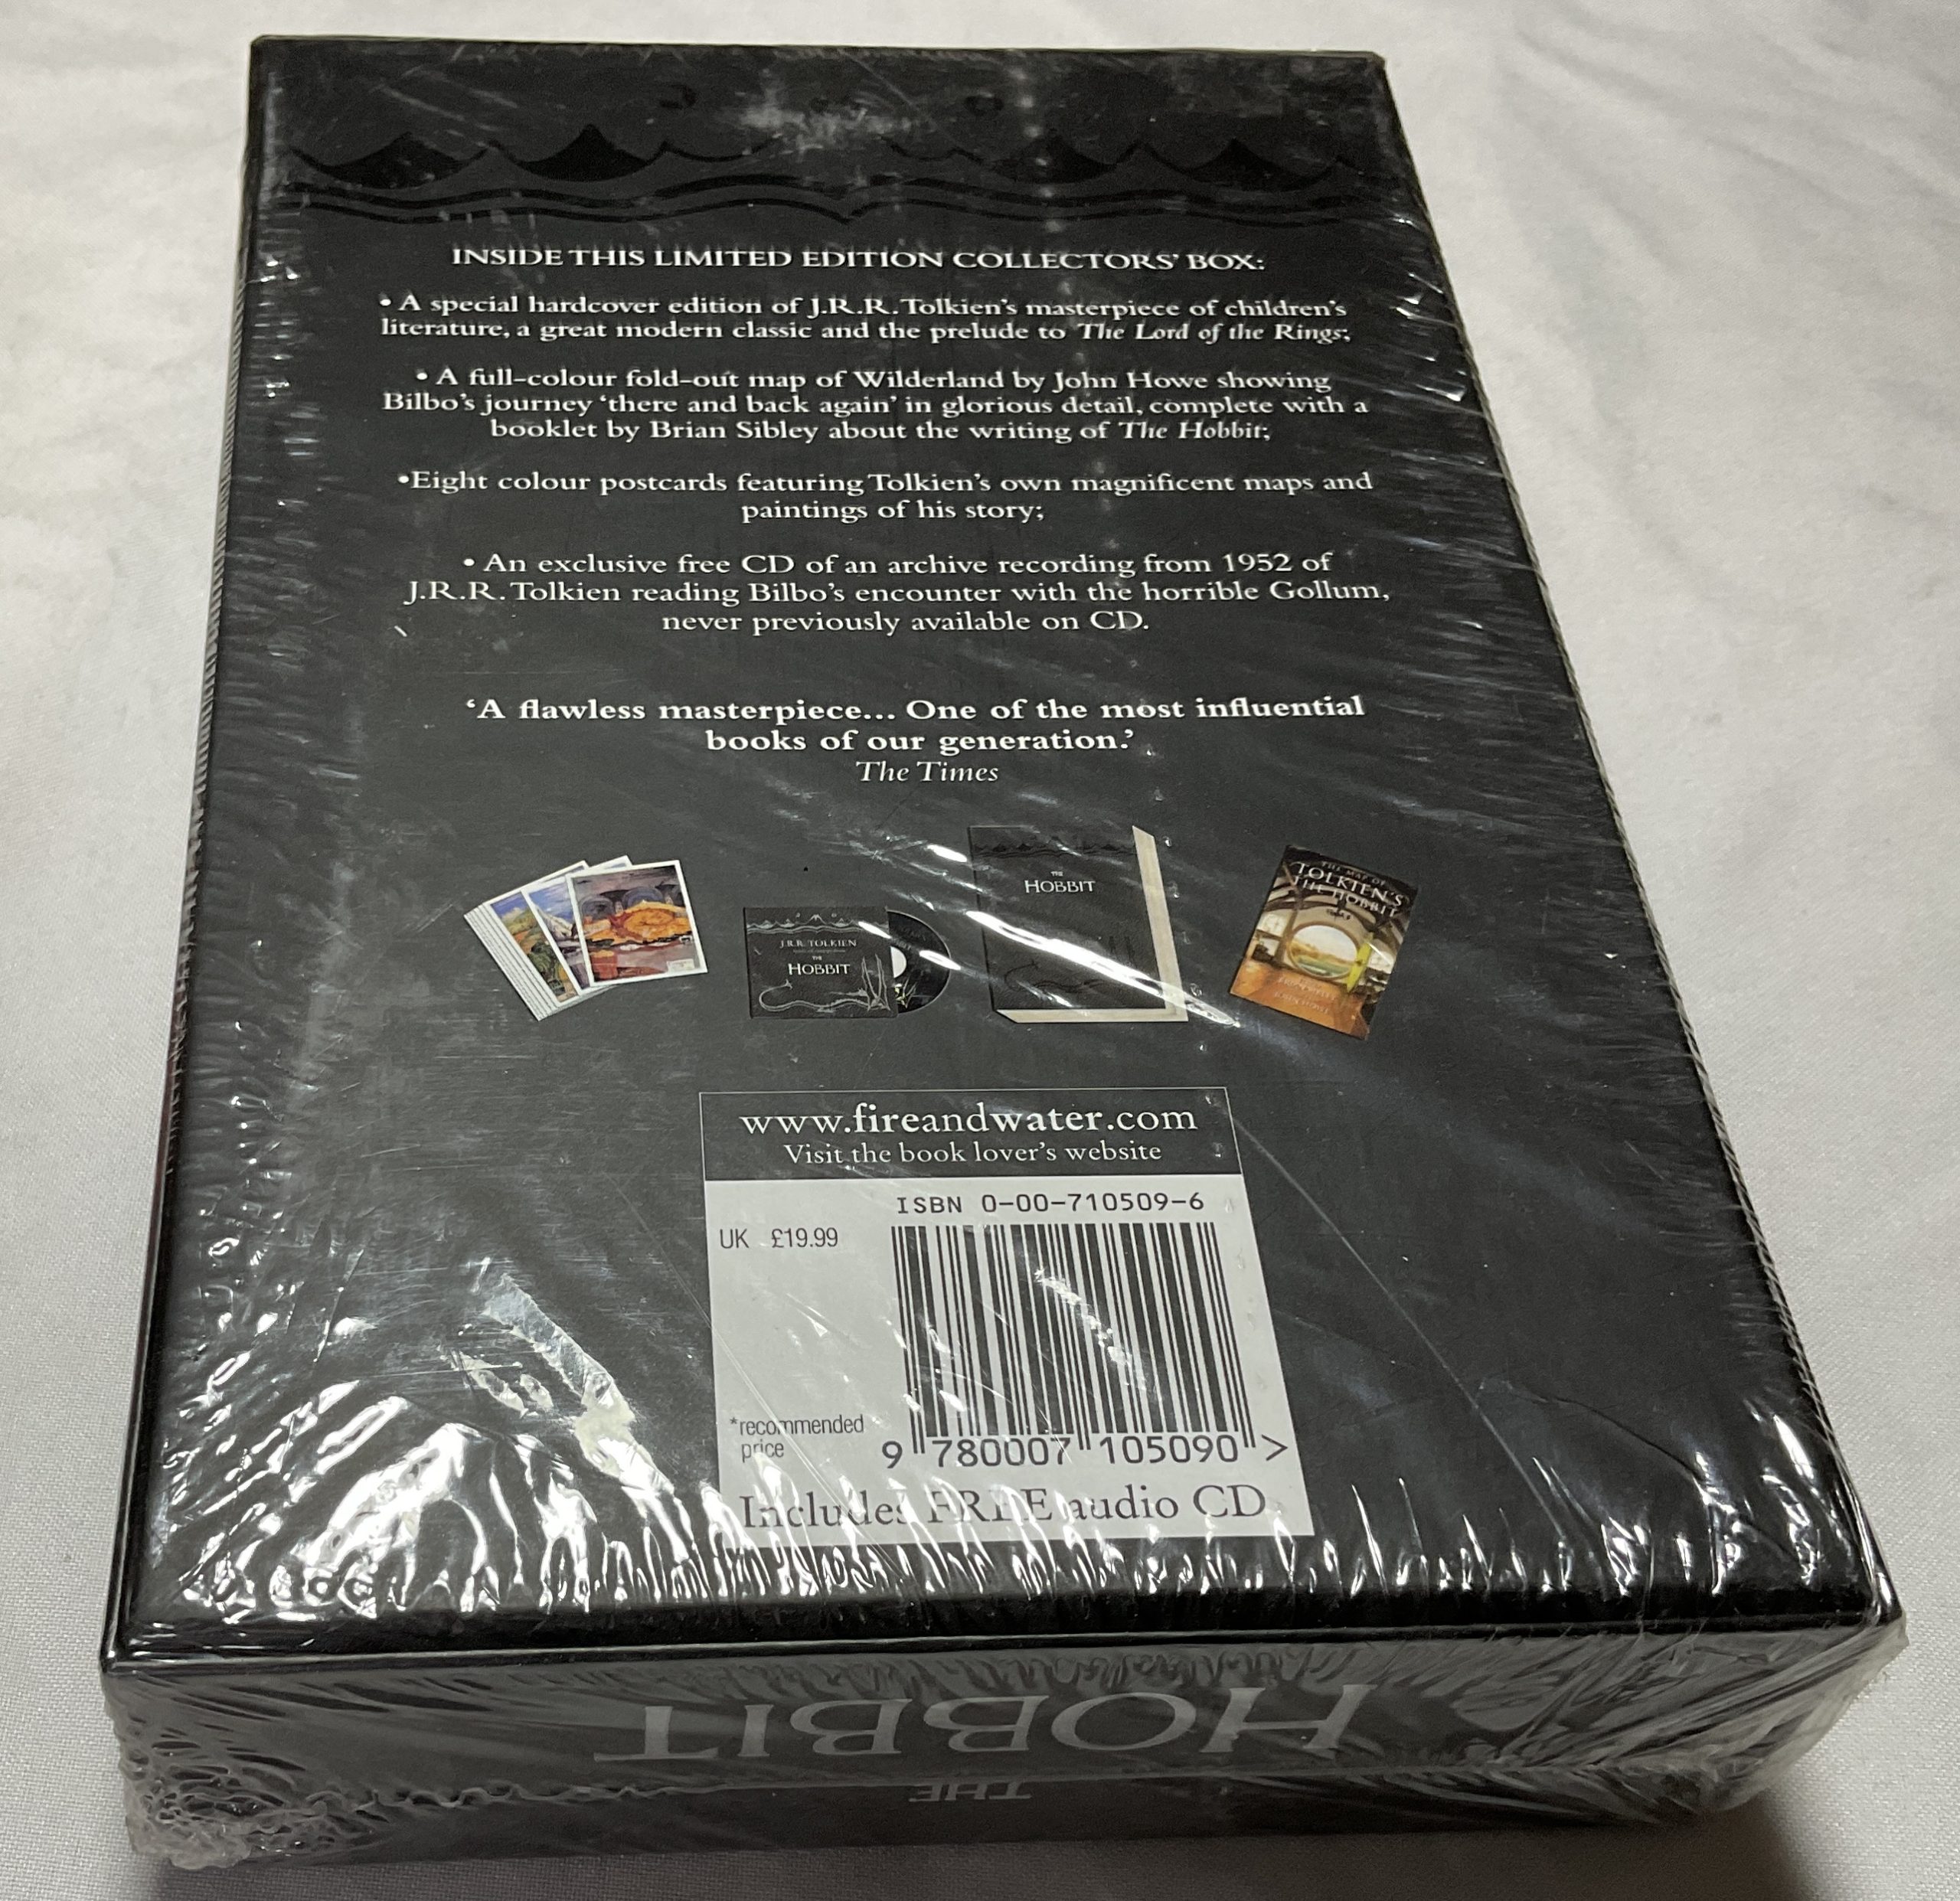 INSIDE THIS LIMITED EDITION COLLECTORS' BOX:
• A special hardcover edition of J.R.R. Tolkien's masterpiece of children's
literature, a great modern classic and the prelude to The Lord of the Rings;
• A full-colour fold-out map of Wilderland by John Howe showing
Bilbo's journey 'there and back again' in glorious detail, complete with a
booklet by Brian Sibley about the writing of The Hobbit;
•Eight colour postcards featuring Tolkien's own magnificent maps and
paintings of his story;
• An exclusive free CD of an archive recording from 1952 of
J.R.R. Tolkien reading Bilbo's encounter with the horrible Gollum,
never previously available on CD.
'A flawless masterpiece... One of the most influential
books of our generation.'
The Times
J.R.R. TOLKIEN
THE
HOBBIT
THE
HOBBIT
THE MAP OF
TOLKIEN'S
THE HOBBIT
www.fireandwater.com
Visit the book lover's website
ISBN 0-00-710509-6
UK £19.99
*recommended
price
9 780007 105090 >
Includes FREE audio CD
THE
HOBBIT